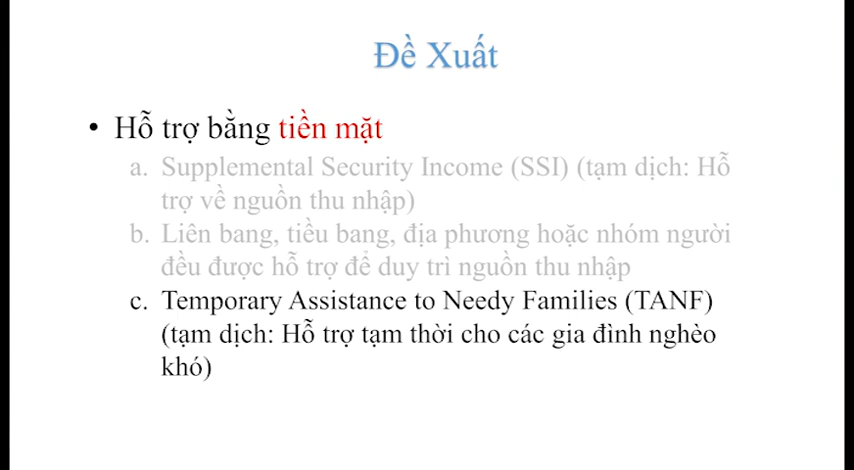 Đề Xuất
• Hỗ trợ bằng tiền mặt
a. Supplemental Security Income (SSI) (tạm dịch: Hỗ
trợ về nguồn thu nhập)
b. Liên bang, tiểu bang, địa phương hoặc nhóm người
đều được hỗ trợ để duy trì nguồn thu nhập
c. Temporary Assistance to Needy Families (TANF)
(tạm dịch: Hỗ trợ tạm thời cho các gia đình nghèo
khó)